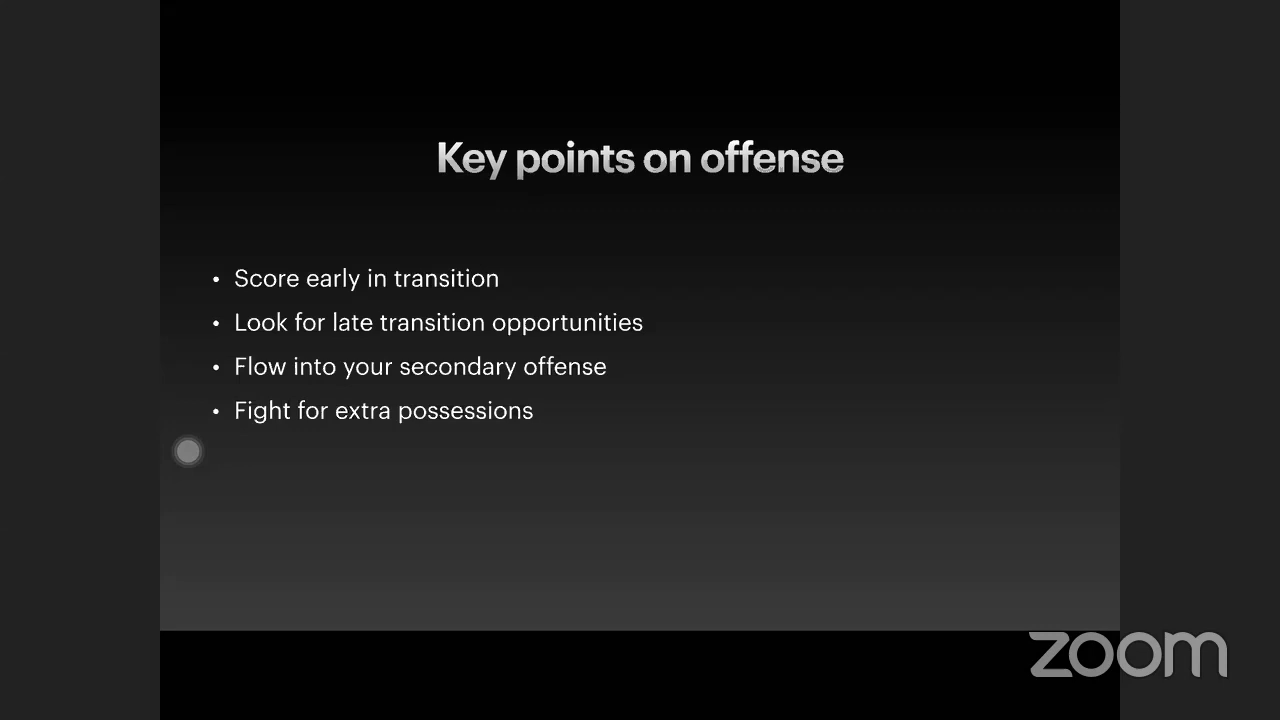 Key points on offense
• Score early in transition
• Look for late transition opportunities
• Flow into your secondary offense
• Fight for extra possessions
zoom